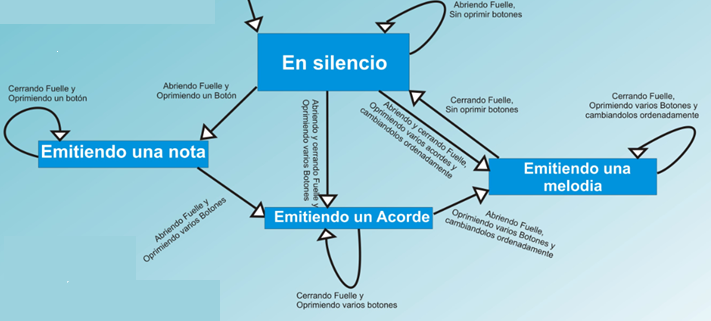 Abriendo Fuelle,
Sin oprimir botones
En silencio
Cerrando Fuelle y
Oprimiendo un botón
Abriendo Fuelle y
Oprimiendo un Botón
Abriendo y cerrando Fuelle y
Oprimiendo varios Botones
Abriendo y cerrando Fuelle,
Oprimiendo varios acordes y
cambiandolos ordenadamente
Cerrando Fuelle,
Sin oprimir botones
Cerrando Fuelle,
Oprimiendo varios Botones y
cambiandolos ordenadamente
Emitiendo una nota
Emitiendo una
melodia
Abriendo Fuelle y
Oprimiendo varios Botones
Emitiendo un Acorde
Abriendo Fuelle,
Oprimiendo varios Botones y
cambiandolos ordenadamente
Cerrando Fuelle y
Oprimiendo varios botones